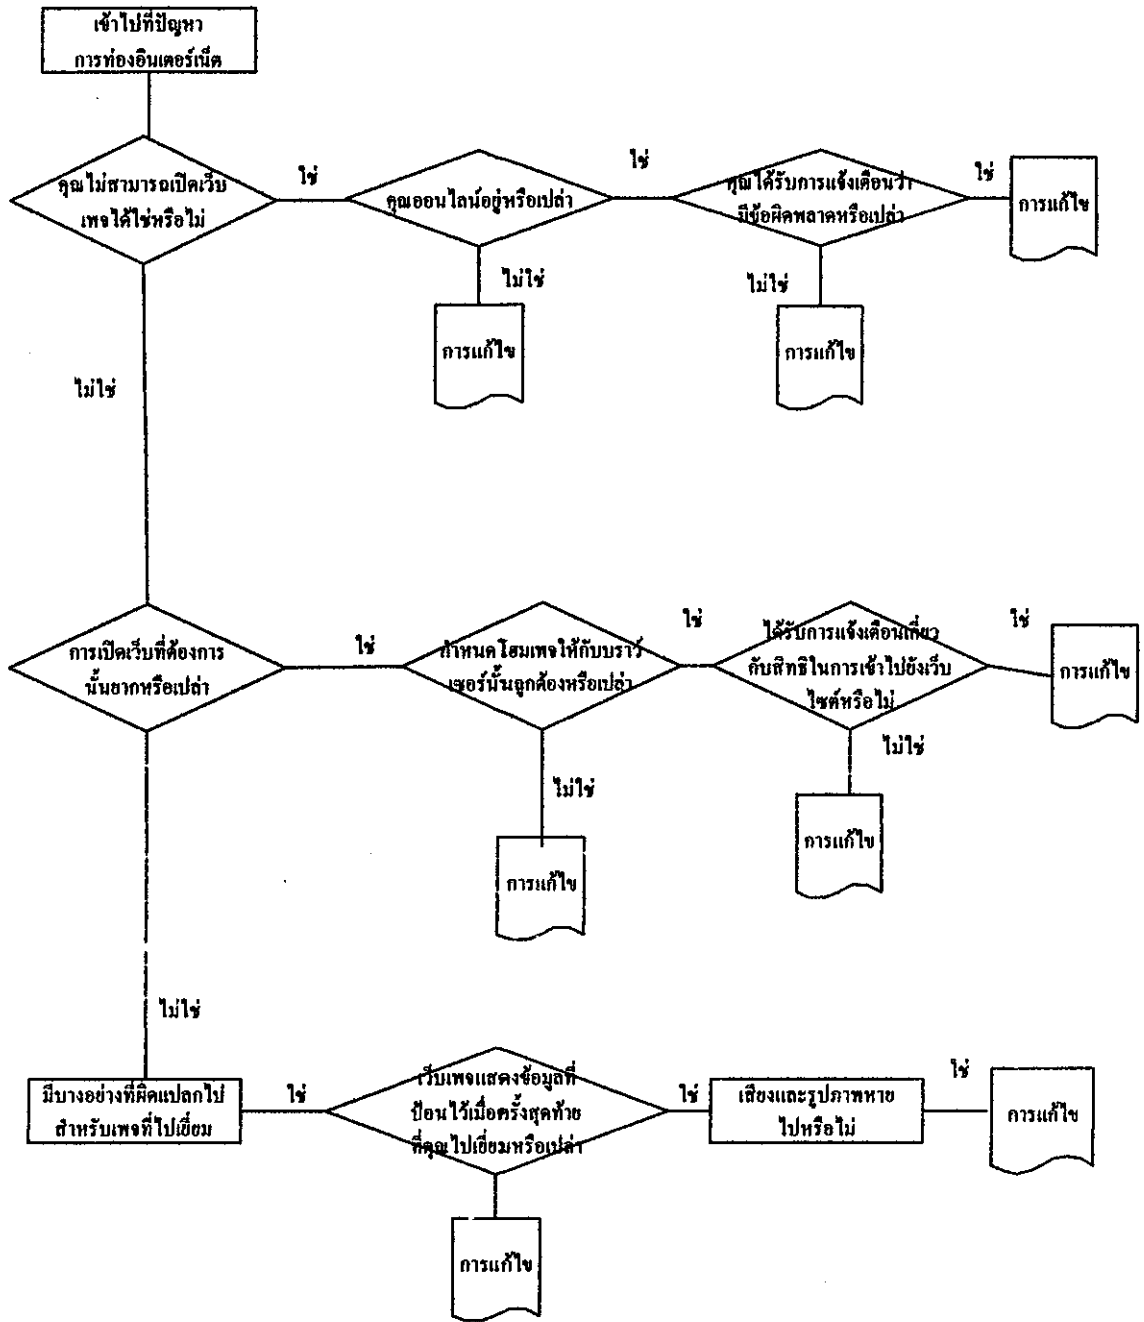 เข้าไปที่ปัญหา
การท่องอินเตอร์เน็ต
คุณไม่สามารถเปิดเว็บ
เพจได้ใช่หรือไม่
ใช่
คุณออนไลน์อยู่หรือเปล่า
ใช่
คุณได้รับการแจ้งเตือนว่า
มีข้อผิดพลาดหรือเปล่า
ใช่
การแก้ไข
ไม่ใช่
การแก้ไข
ไม่ใช่
การแก้ไข
ไม่ใช่
การเปิดเว็บที่ต้องการ
นั้นยากหรือเปล่า
ใช่
กำหนดโฮมเพจให้กับบราว์
เซอร์นั้นถูกต้องหรือเปล่า
ใช่
ได้รับการแจ้งเตือนเกี่ยว
กับสิทธิในการเข้าไปยังเว็บ
ไซต์หรือไม่
ใช่
การแก้ไข
ไม่ใช่
การแก้ไข
ไม่ใช่
การแก้ไข
ไม่ใช่
มีบางอย่างที่ผิดแปลกไป
สำหรับเพจที่ไปเยี่ยม
ใช่
เว็บเพจแสดงข้อมูลที่
ป้อนไว้เมื่อครั้งสุดท้าย
ที่คุณไปเยี่ยมหรือเปล่า
ใช่
เสียงและรูปภาพหาย
ไปหรือไม่
ใช่
การแก้ไข
การแก้ไข